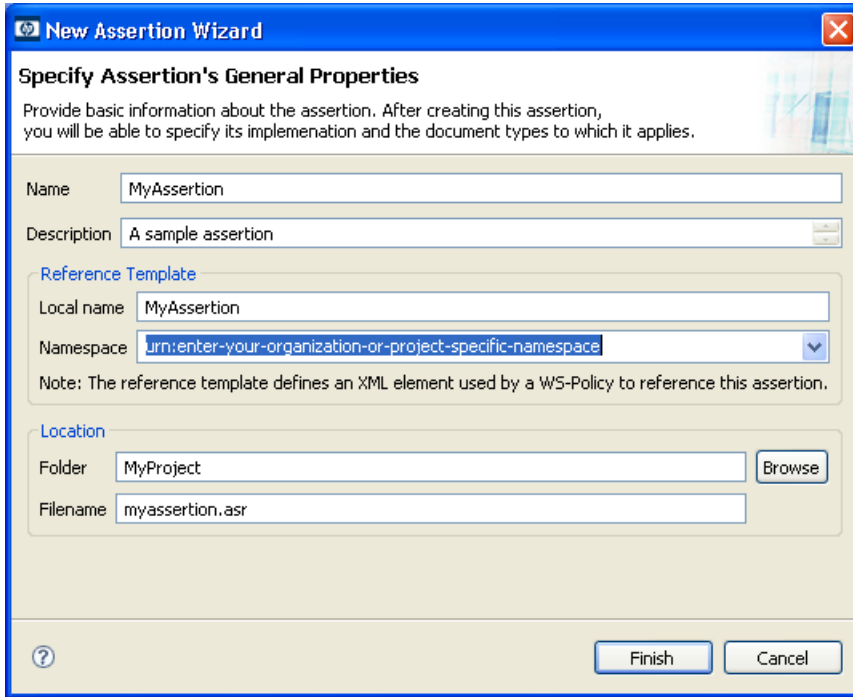 New Assertion Wizard
Specify Assertion's General Properties
Provide basic information about the assertion. After creating this assertion,
you will be able to specify its implemenation and the document types to which it applies.
Name MyAssertion
Description A sample assertion
Reference Template
Local name MyAssertion
Namespace urn:enter-your-organization-or-project-specific-namespace
Note: The reference template defines an XML element used by a WS-Policy to reference this assertion.
Location
Folder MyProject Browse
Filename myassertion.asr
? Finish Cancel